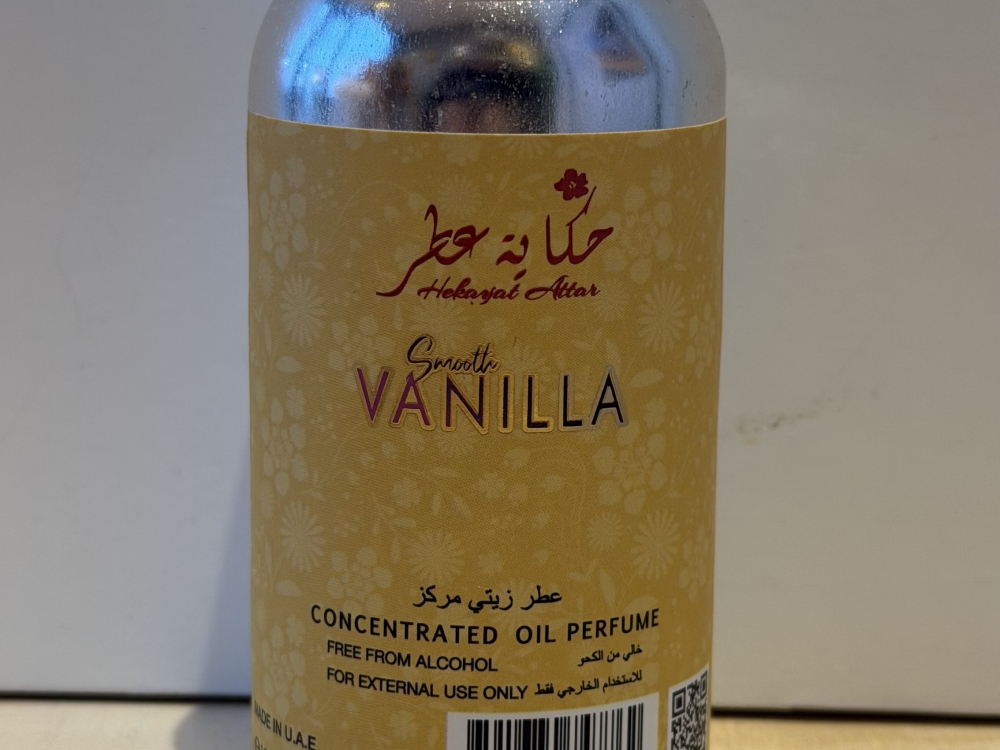 حكاية عطر
Hekayat Attar
Smooth
VANILLA
عطر زيتي مركز
CONCENTRATED OIL PERFUME
FREE FROM ALCOHOL خالي من الكحو
FOR EXTERNAL USE ONLY للاستخدام الخارجي فقط
MADE IN U.A.E